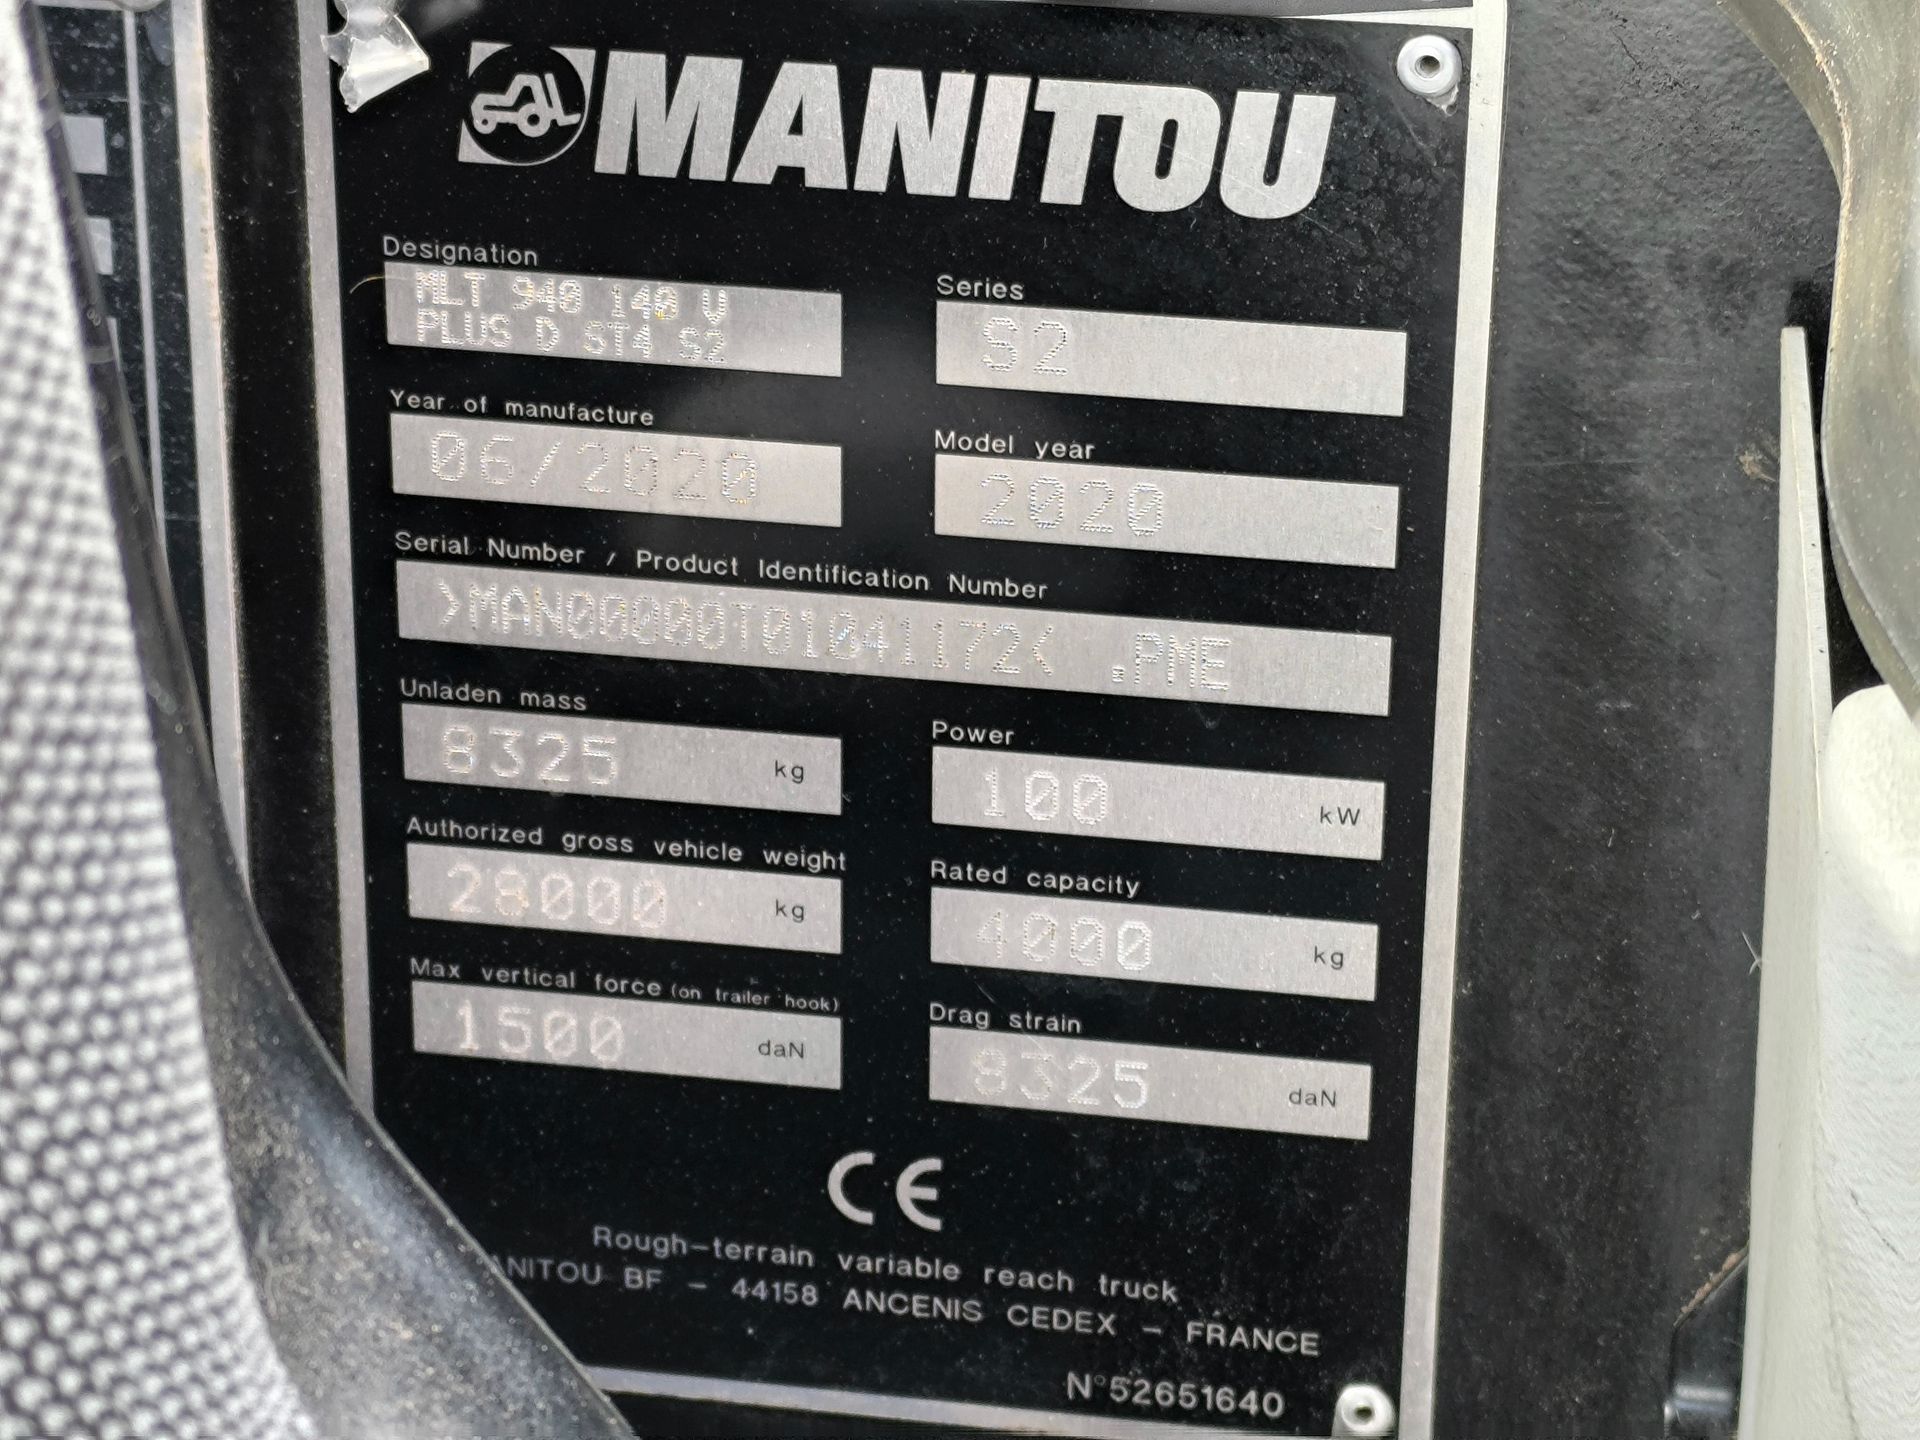 MANITOU
Designation
MLT 940 140 V
PLUS D ST4 S2
Series
S2
Year of manufacture
06/2020
Model year
2020
Serial Number / Product Identification Number
>MAN00000T01041172< .PME
Unladen mass
8325 kg
Power
100 kW
Authorized gross vehicle weight
28000 kg
Rated capacity
4000 kg
Max vertical force (on trailer hook)
1500 daN
Drag strain
8325 daN
CE
Rough-terrain variable reach truck
ANITOU BF - 44158 ANCENIS CEDEX - FRANCE
N°52651640